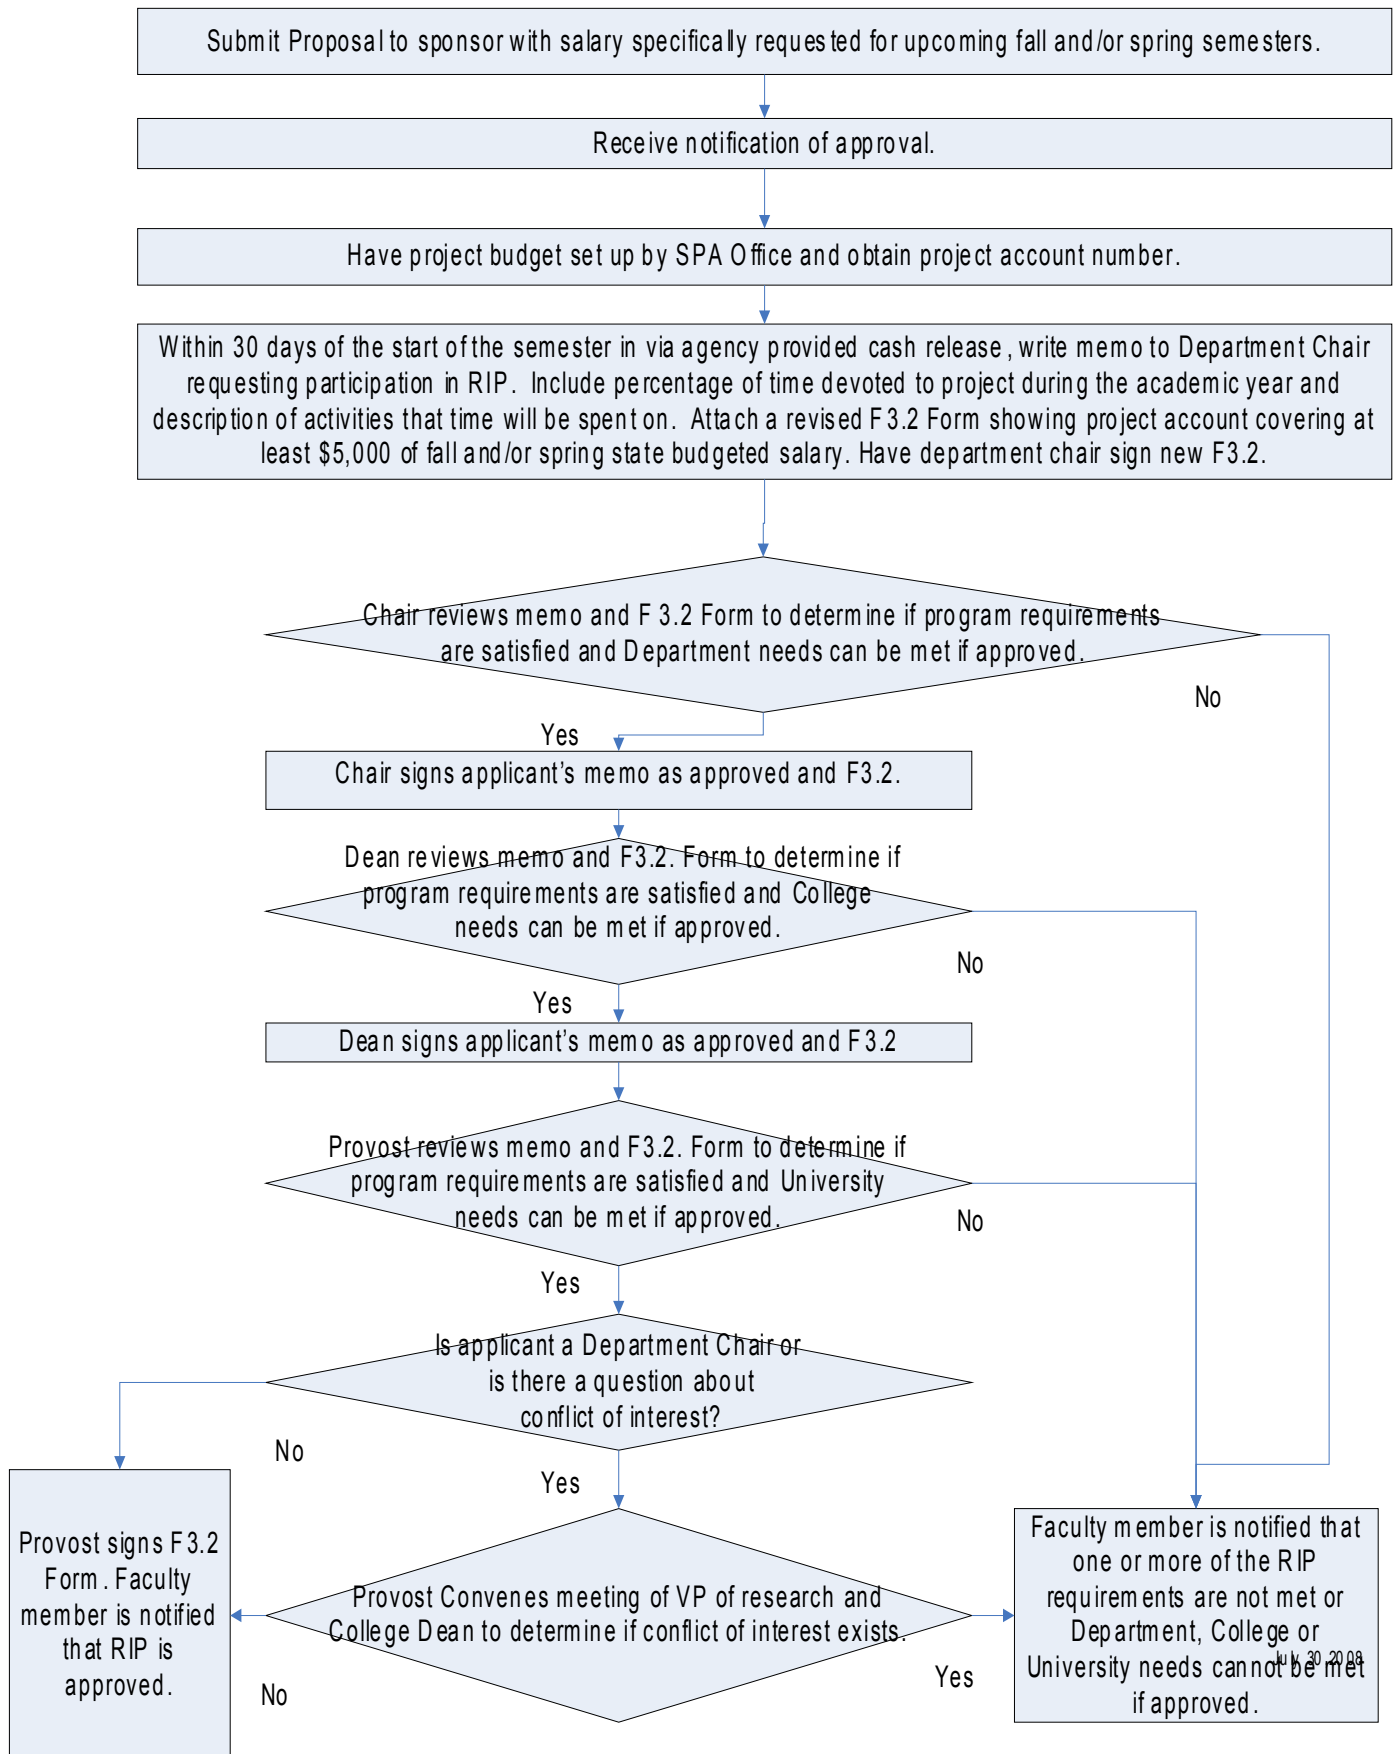 Submit Proposal to sponsor with salary specifically requested for upcoming fall and/or spring semesters.
Receive notification of approval.
Have project budget set up by SPA Office and obtain project account number.
Within 30 days of the start of the semester in via agency provided cash release, write memo to Department Chair
requesting participation in RIP. Include percentage of time devoted to project during the academic year and
description of activities that time will be spent on. Attach a revised F3.2 Form showing project account covering at
least $5,000 of fall and/or spring state budgeted salary. Have department chair sign new F3.2.
Chair reviews memo and F 3.2 Form to determine if program requirements
are satisfied and Department needs can be met if approved.
No
Yes
Chair signs applicant’s memo as approved and F3.2.
Dean reviews memo and F3.2. Form to determine if
program requirements are satisfied and College
needs can be met if approved.
No
Yes
Dean signs applicant’s memo as approved and F3.2
Provost reviews memo and F3.2. Form to determine if
program requirements are satisfied and University
needs can be met if approved.
No
Yes
Is applicant a Department Chair or
is there a question about
conflict of interest?
No
Yes
Provost signs F3.2
Form. Faculty
member is notified
that RIP is
approved.
Provost Convenes meeting of VP of research and
College Dean to determine if conflict of interest exists.
No
Yes
Faculty member is notified that
one or more of the RIP
requirements are not met or
Department, College or
University needs cannot be met
if approved.
July 30, 2008